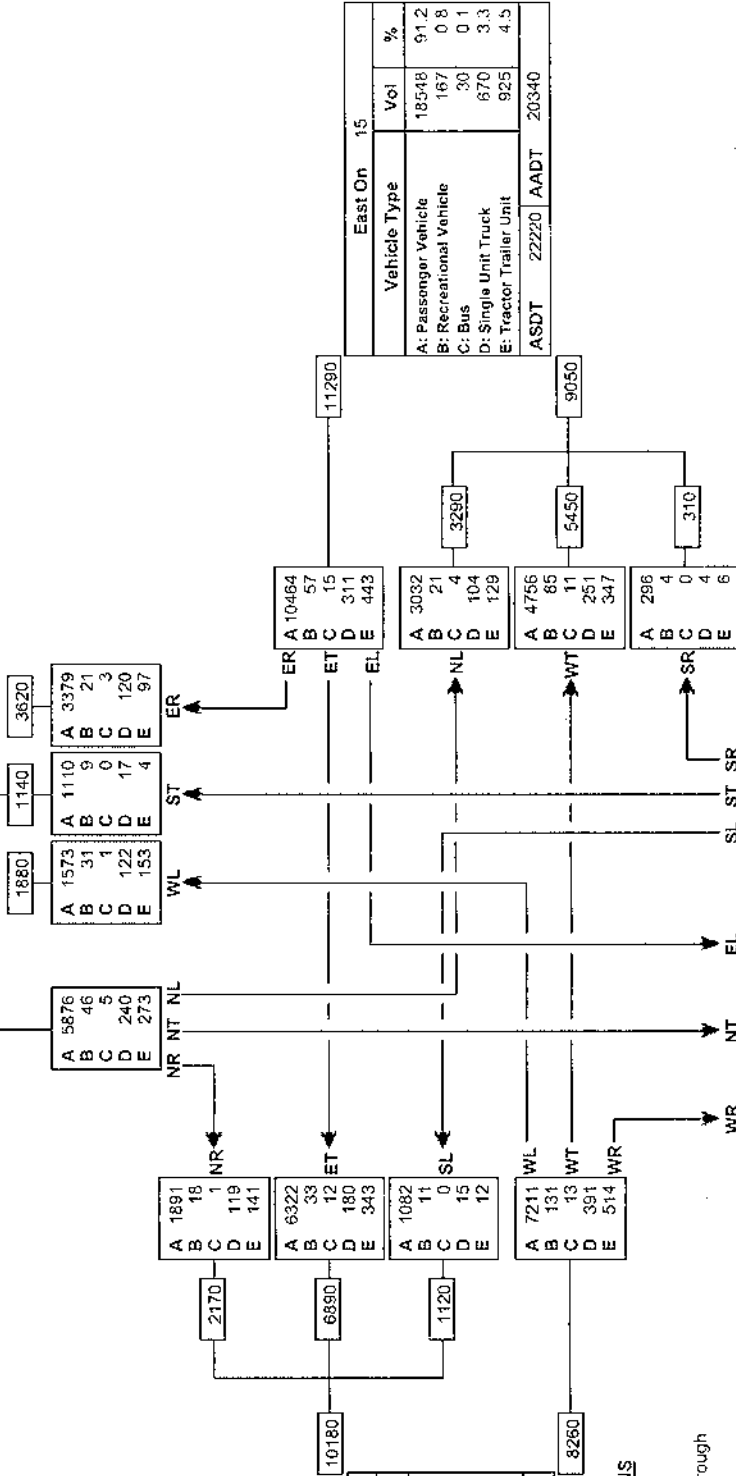 3620
A 3379
B 21
C 3
D 120
E 97
ER
1140
A 1110
B 9
C 0
D 17
E 4
ST
1880
A 1573
B 31
C 1
D 122
E 153
WL
A 5876
B 46
C 5
D 240
E 273
NR NT NL
2170
A 1891
B 18
C 1
D 119
E 141
NR
10180
6890
A 6322
B 33
C 12
D 180
E 343
ET
1120
A 1082
B 11
C 0
D 15
E 12
SL
8260
A 7211
B 131
C 13
D 391
E 514
WL
WT
WR
ER
ET
EL
A 10464
B 57
C 15
D 311
E 443
11290
NL
A 3032
B 21
C 4
D 104
E 129
3290
WT
A 4756
B 85
C 11
D 251
E 347
5450
9050
SR
A 296
B 4
C 0
D 4
E 6
310
WR NT EL SL ST SR
East On 15
Vehicle Type Vol %
A: Passenger Vehicle 18548 91.2
B: Recreational Vehicle 167 0.8
C: Bus 30 0.1
D: Single Unit Truck 670 3.3
E: Tractor Trailer Unit 925 4.5
ASDT 22220 AADT 20340